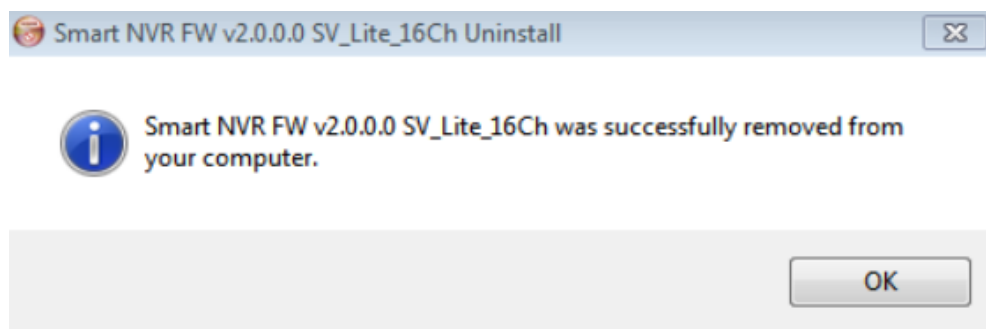 Smart NVR FW v2.0.0.0 SV_Lite_16Ch Uninstall
Smart NVR FW v2.0.0.0 SV_Lite_16Ch was successfully removed from
your computer.
OK